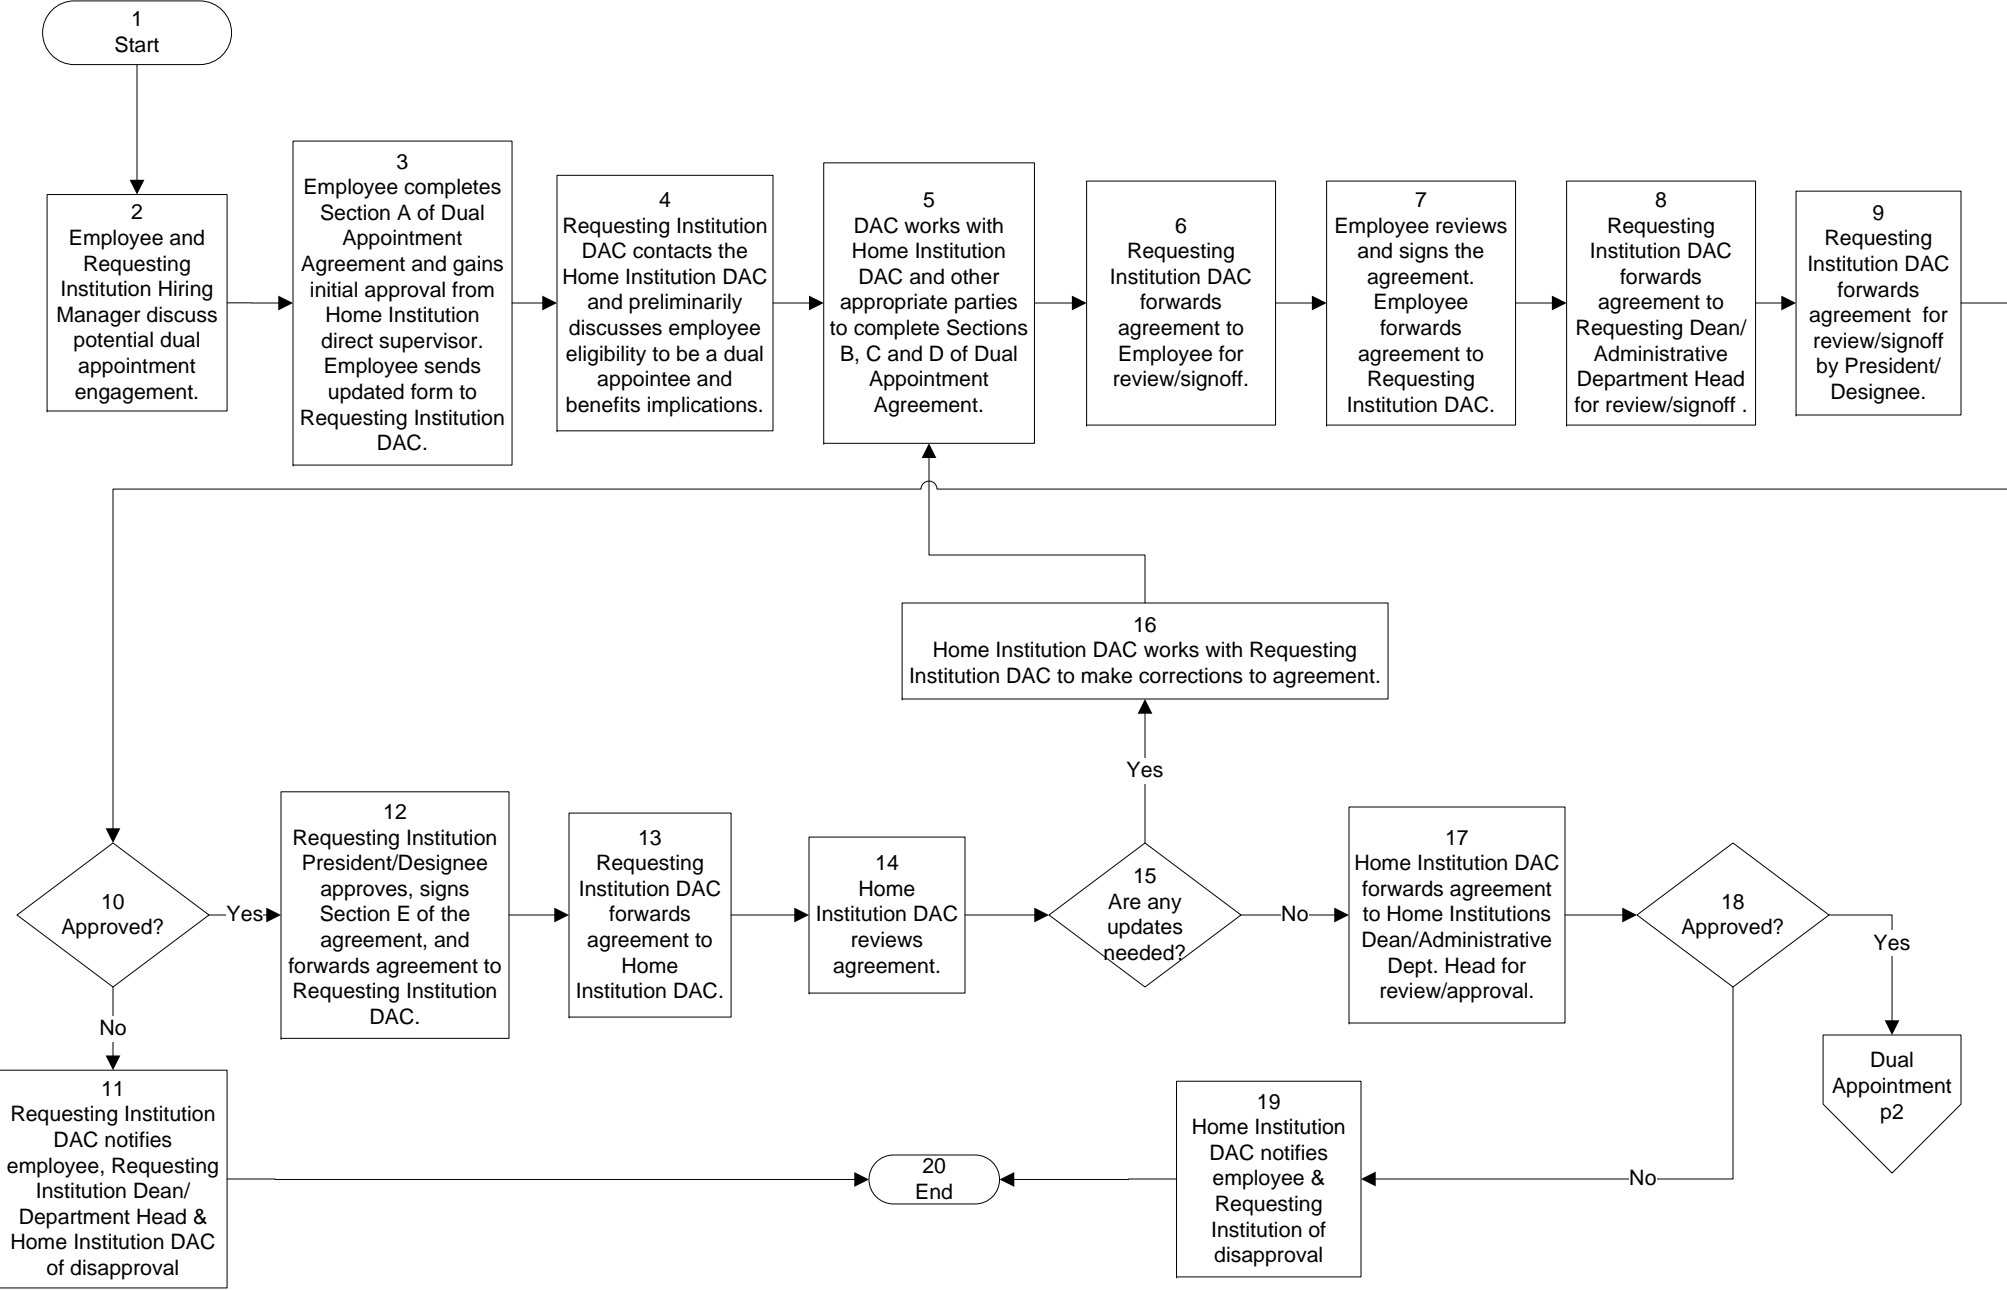 1
Start
2
Employee and
Requesting
Institution Hiring
Manager discuss
potential dual
appointment
engagement.
3
Employee completes
Section A of Dual
Appointment
Agreement and gains
initial approval from
Home Institution
direct supervisor.
Employee sends
updated form to
Requesting Institution
DAC.
4
Requesting Institution
DAC contacts the
Home Institution DAC
and preliminarily
discusses employee
eligibility to be a dual
appointee and
benefits implications.
5
DAC works with
Home Institution
DAC and other
appropriate parties
to complete Sections
B, C and D of Dual
Appointment
Agreement.
6
Requesting
Institution DAC
forwards
agreement to
Employee for
review/signoff.
7
Employee reviews
and signs the
agreement.
Employee
forwards
agreement to
Requesting
Institution DAC.
8
Requesting
Institution DAC
forwards
agreement to
Requesting Dean/
Administrative
Department Head
for review/signoff .
9
Requesting
Institution DAC
forwards
agreement  for
review/signoff
by President/
Designee.
10
Approved?
Yes
No
11
Requesting Institution
DAC notifies
employee, Requesting
Institution Dean/
Department Head &
Home Institution DAC
of disapproval
12
Requesting Institution
President/Designee
approves, signs
Section E of the
agreement, and
forwards agreement to
Requesting Institution
DAC.
13
Requesting
Institution DAC
forwards
agreement to
Home
Institution DAC.
14
Home
Institution DAC
reviews
agreement.
15
Are any
updates
needed?
Yes
16
Home Institution DAC works with Requesting
Institution DAC to make corrections to agreement.
No
17
Home Institution DAC
forwards agreement
to Home Institutions
Dean/Administrative
Dept. Head for
review/approval.
18
Approved?
Yes
Dual
Appointment
p2
No
19
Home Institution
DAC notifies
employee &
Requesting
Institution of
disapproval
20
End